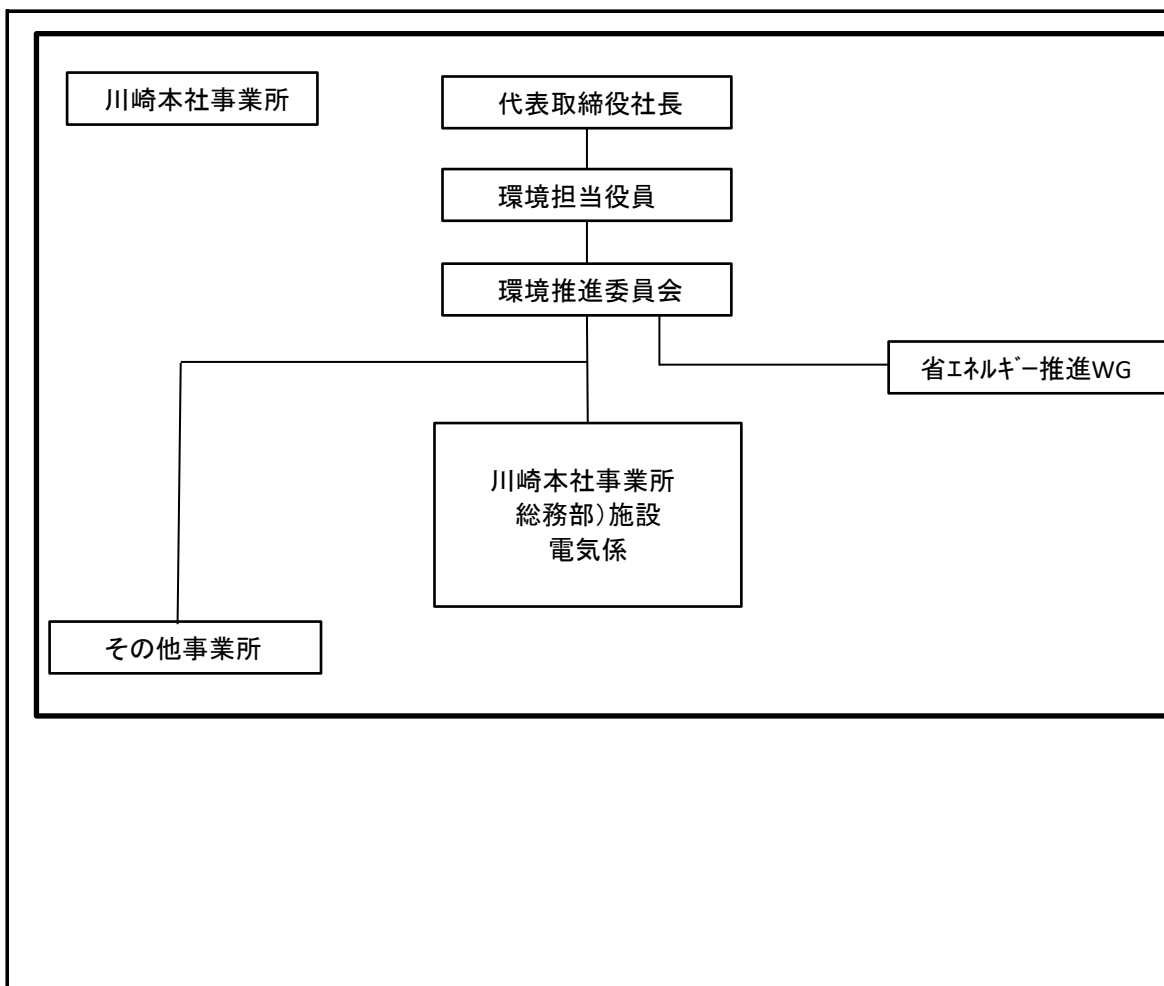 川崎本社事業所
代表取締役社長
環境担当役員
環境推進委員会
省ｴﾈﾙｷﾞｰ推進WG
川崎本社事業所
総務部）施設
電気係
その他事業所